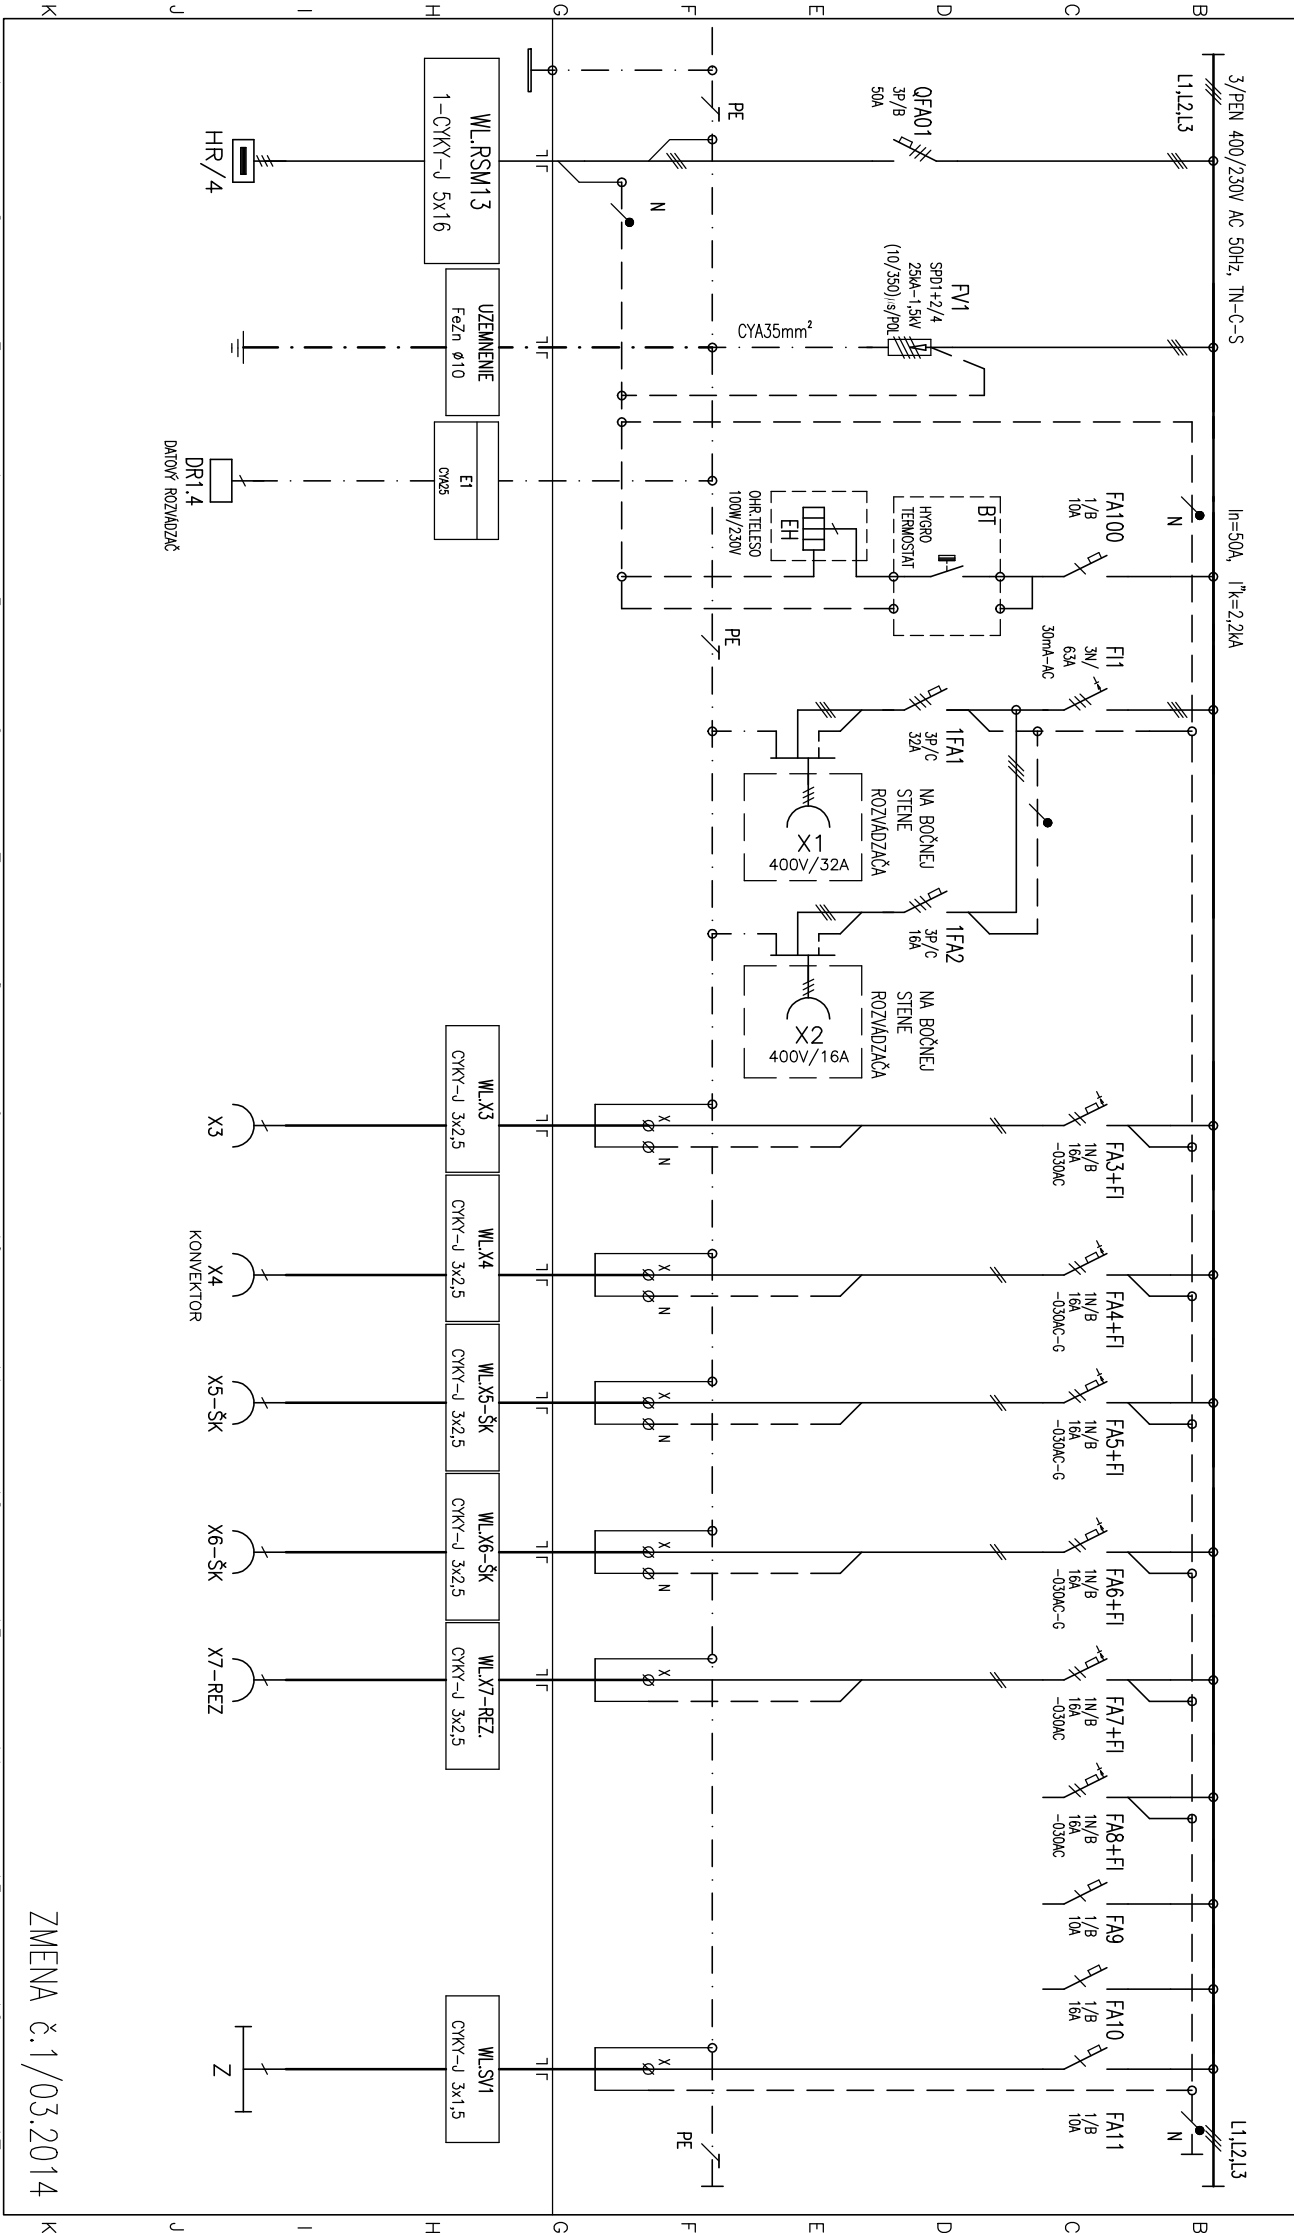 3/PEN 400/230V AC 50Hz, TN-C-S
In=50A, I"k=2,2kA
L1,L2,L3
L1,L2,L3
QFA01
3P/B
50A
FV1
SPD1+2/4
25kA-1,5kV
(10/350)µs/POL
CYA35mm²
PE
N
FA100
1/B
10A
N
BT
HYGRO
TERMOSTAT
EH
OHR.TELESO
100W/230V
PE
FI1
3N/
63A
30mA-AC
1FA1
3P/C
32A
NA BOČNEJ
STENE
ROZVÁDZAČA
X1
400V/32A
1FA2
3P/C
16A
NA BOČNEJ
STENE
ROZVÁDZAČA
X2
400V/16A
FA3+FI
1N/B
16A
-030AC
FA4+FI
1N/B
16A
-030AC-G
FA5+FI
1N/B
16A
-030AC-G
FA6+FI
1N/B
16A
-030AC-G
FA7+FI
1N/B
16A
-030AC
FA8+FI
1N/B
16A
-030AC
FA9
1/B
10A
FA10
1/B
16A
FA11
1/B
10A
N
PE
X N
X N
X N
X N
X
X
WL.RSM13
1-CYKY-J 5x16
UZEMNENIE
FeZn ø10
E1
CYA25
WL.X3
CYKY-J 3x2,5
WL.X4
CYKY-J 3x2,5
WL.X5-ŠK
CYKY-J 3x2,5
WL.X6-ŠK
CYKY-J 3x2,5
WL.X7-REZ.
CYKY-J 3x2,5
WL.SV1
CYKY-J 3x1,5
HR/4
DR1.4
DATOVÝ ROZVÁDZAČ
X3
X4
KONVEKTOR
X5-ŠK
X6-ŠK
X7-REZ
Z
ZMENA č.1/03.2014
B
C
D
E
F
G
H
I
J
K
B
C
D
E
F
G
H
I
J
K